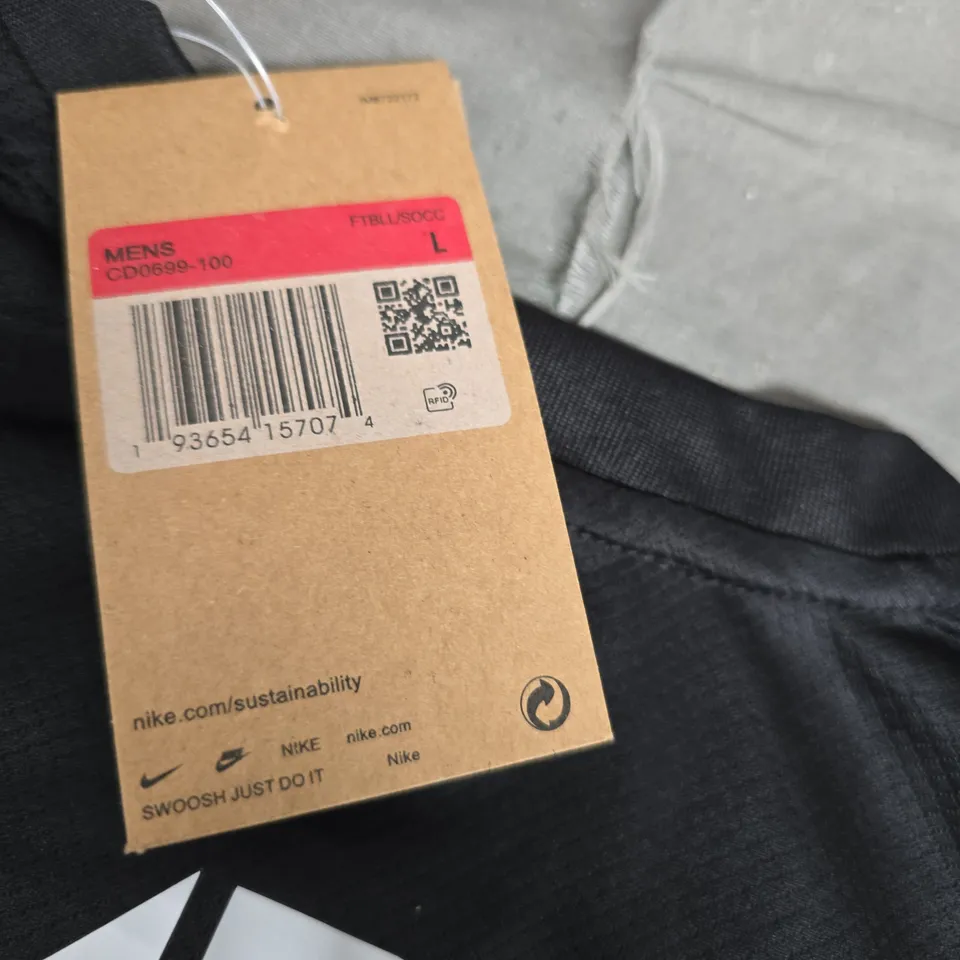 FTBLL/SOCC
MENS L
CD0699-100
RFID
1 93654 15707 4
nike.com/sustainability
NIKE nike.com
SWOOSH JUST DO IT Nike